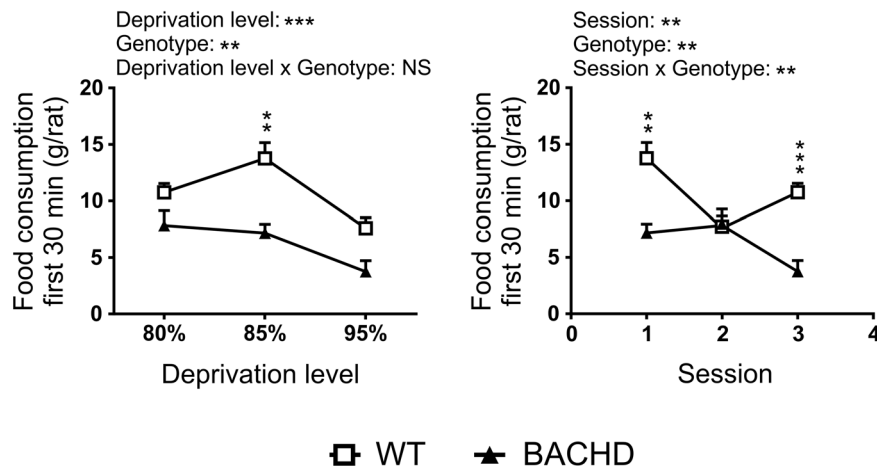 Deprivation level: ***
Genotype: **
Deprivation level x Genotype: NS
Food consumption
first 30 min (g/rat)
20
15
10
5
0
**
80%
85%
95%
Deprivation level
Session: **
Genotype: **
Session x Genotype: **
Food consumption
first 30 min (g/rat)
20
15
10
5
0
**
***
0
1
2
3
4
Session
WT
BACHD